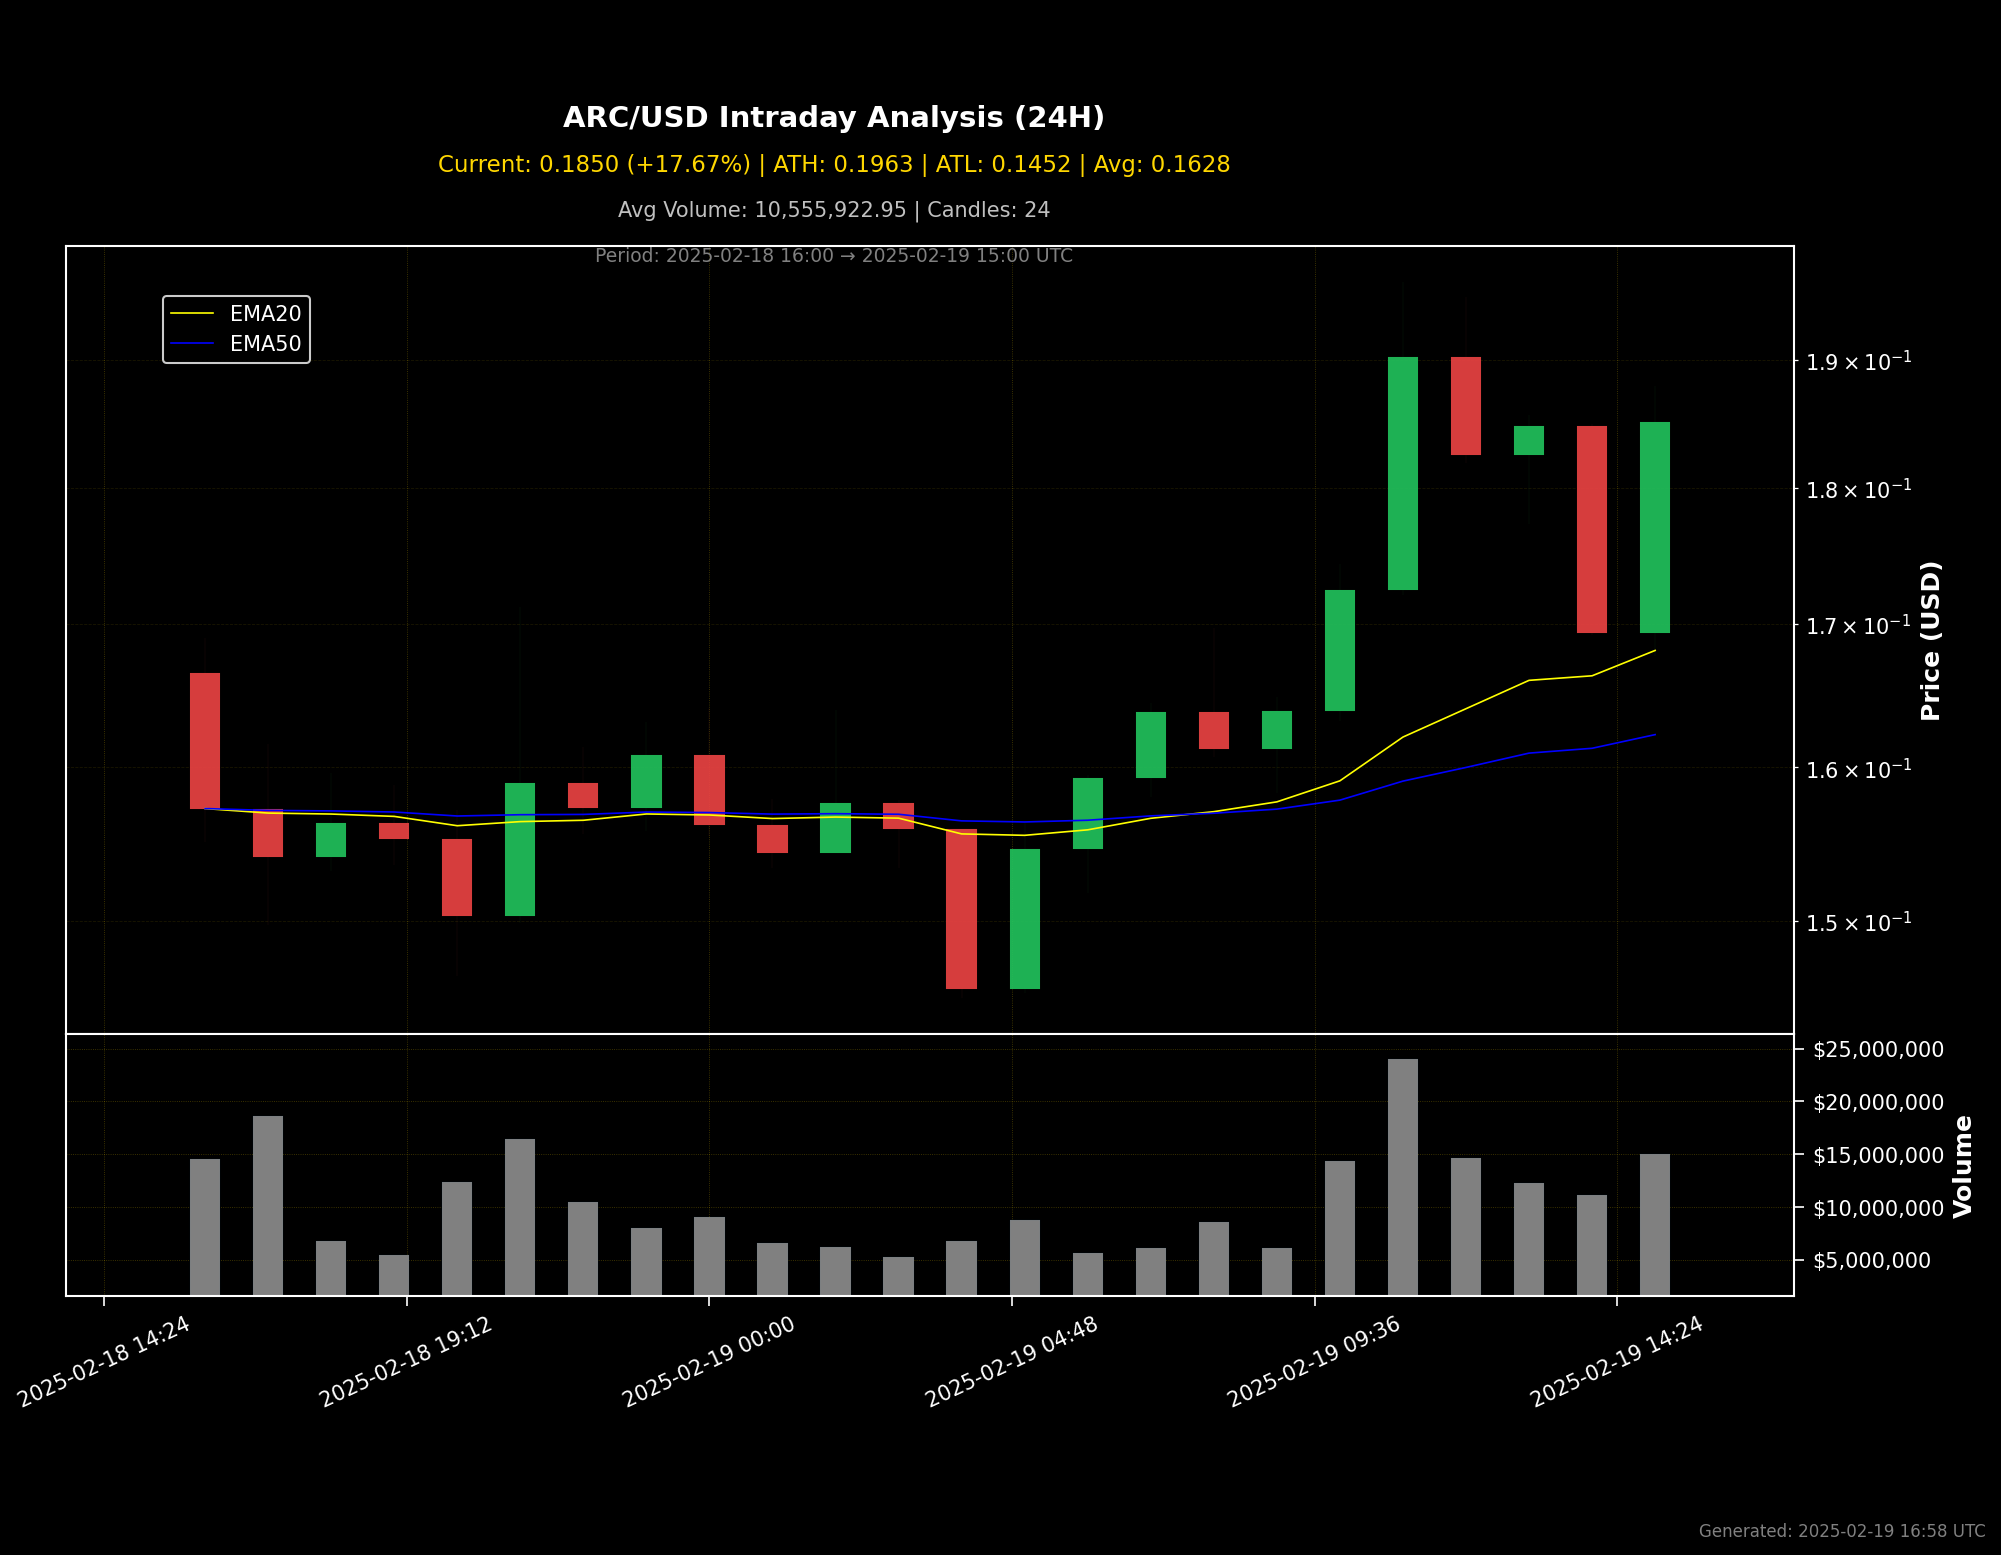 ARC/USD Intraday Analysis (24H)
Current: 0.1850 (+17.67%) | ATH: 0.1963 | ATL: 0.1452 | Avg: 0.1628
Avg Volume: 10,555,922.95 | Candles: 24
Period: 2025-02-18 16:00 → 2025-02-19 15:00 UTC
EMA20
EMA50
1.9 × 10⁻¹
1.8 × 10⁻¹
1.7 × 10⁻¹
1.6 × 10⁻¹
1.5 × 10⁻¹
Price (USD)
$25,000,000
$20,000,000
$15,000,000
$10,000,000
$5,000,000
Volume
2025-02-18 14:24
2025-02-18 19:12
2025-02-19 00:00
2025-02-19 04:48
2025-02-19 09:36
2025-02-19 14:24
Generated: 2025-02-19 16:58 UTC